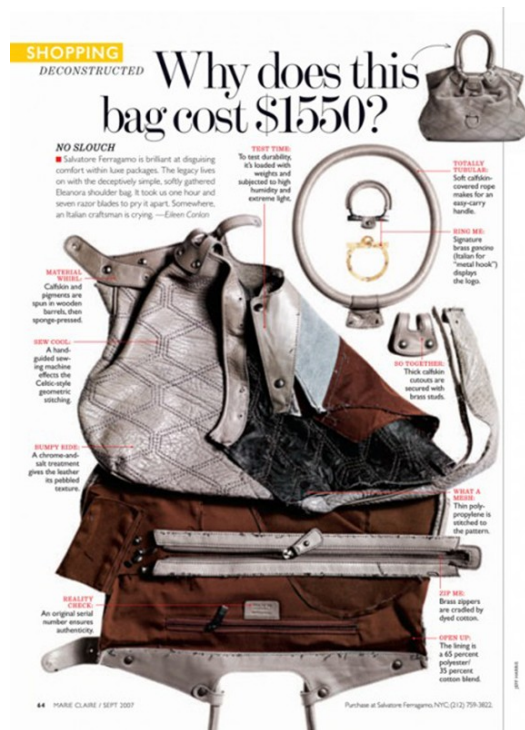 SHOPPING
DECONSTRUCTED
Why does this
bag cost $1550?
NO SLOUCH
Salvatore Ferragamo is brilliant at disguising
comfort within luxe packages. The legacy lives
on with the deceptively simple, softly gathered
Eleanora shoulder bag. It took us one hour and
seven razor blades to pry it apart. Somewhere,
an Italian craftsman is crying. —Eileen Conlon
TEST TIME:
To test durability,
it's loaded with
weights and
subjected to high
humidity and
extreme light.
TOTALLY
TUBULAR:
Soft calfskin-
covered rope
makes for an
easy-carry
handle.
RING ME:
Signature
brass gancino
(Italian for
"metal hook")
displays
the logo.
MATERIAL
WHIRL:
Calfskin and
pigments are
spun in wooden
barrels, then
sponge-pressed.
SEW COOL:
A hand-
guided sew-
ing machine
effects the
Celtic-style
geometric
stitching.
SO TOGETHER:
Thick calfskin
cutouts are
secured with
brass studs.
BUMPY RIDE:
A chrome-and-
salt treatment
gives the leather
its pebbled
texture.
WHAT A
MESH:
Thin poly-
propylene is
stitched to
the pattern.
ZIP ME:
Brass zippers
are cradled by
dyed cotton.
REALITY
CHECK:
An original serial
number ensures
authenticity.
OPEN UP:
The lining is
a 65 percent
polyester/
35 percent
cotton blend.
JEFF HARRIS
64 MARIE CLAIRE / SEPT 2007
Purchase at Salvatore Ferragamo, NYC, (212) 759-3822.